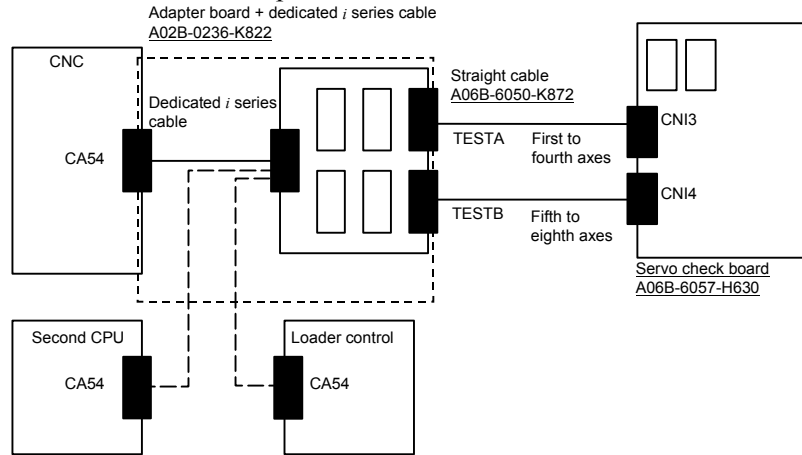 Adapter board + dedicated i series cable
A02B-0236-K822
CNC
Dedicated i series
cable
CA54
Straight cable
A06B-6050-K872
TESTA
First to
fourth axes
CNI3
TESTB
Fifth to
eighth axes
CNI4
Servo check board
A06B-6057-H630
Second CPU
CA54
Loader control
CA54